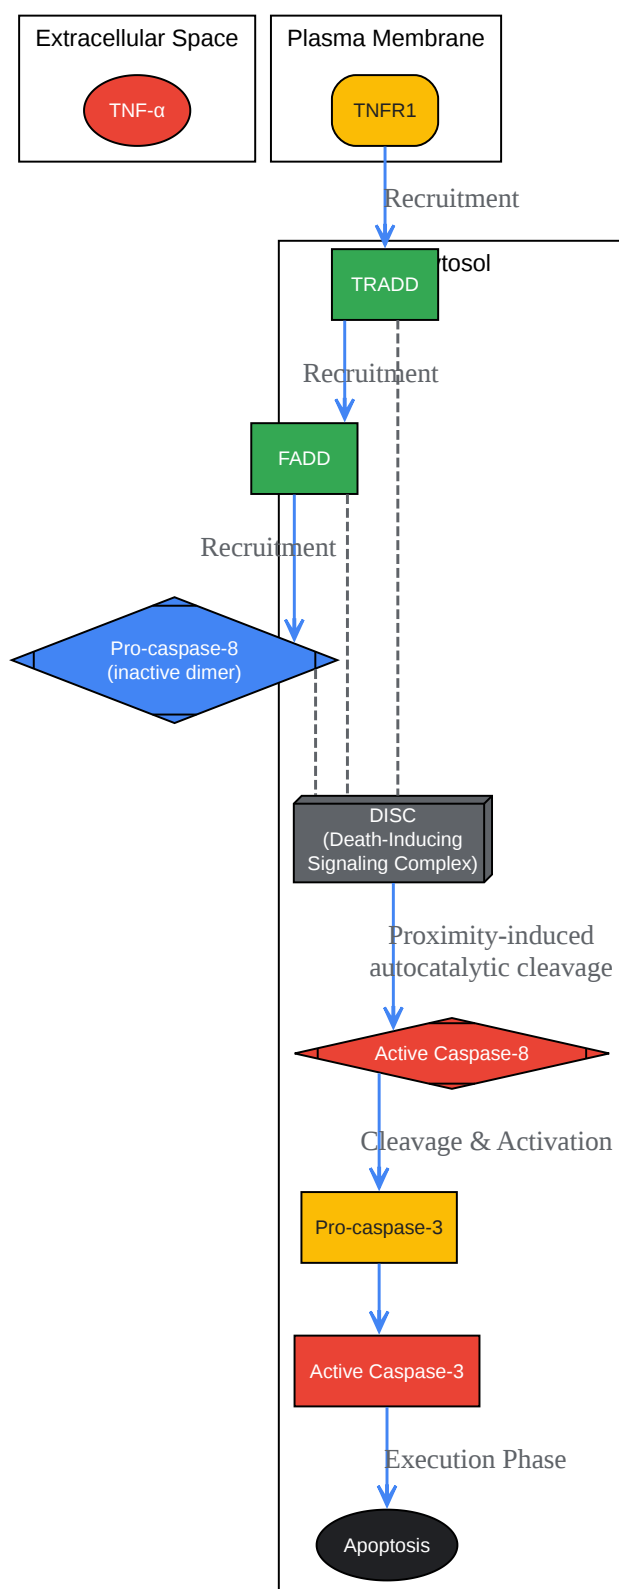 Extracellular Space
Plasma Membrane
TNF-α
TNFR1
Recruitment
ytosol
TRADD
Recruitment
FADD
Recruitment
Pro-caspase-8
(inactive dimer)
DISC
(Death-Inducing
Signaling Complex)
Proximity-induced
autocatalytic cleavage
Active Caspase-8
Cleavage & Activation
Pro-caspase-3
Active Caspase-3
Execution Phase
Apoptosis